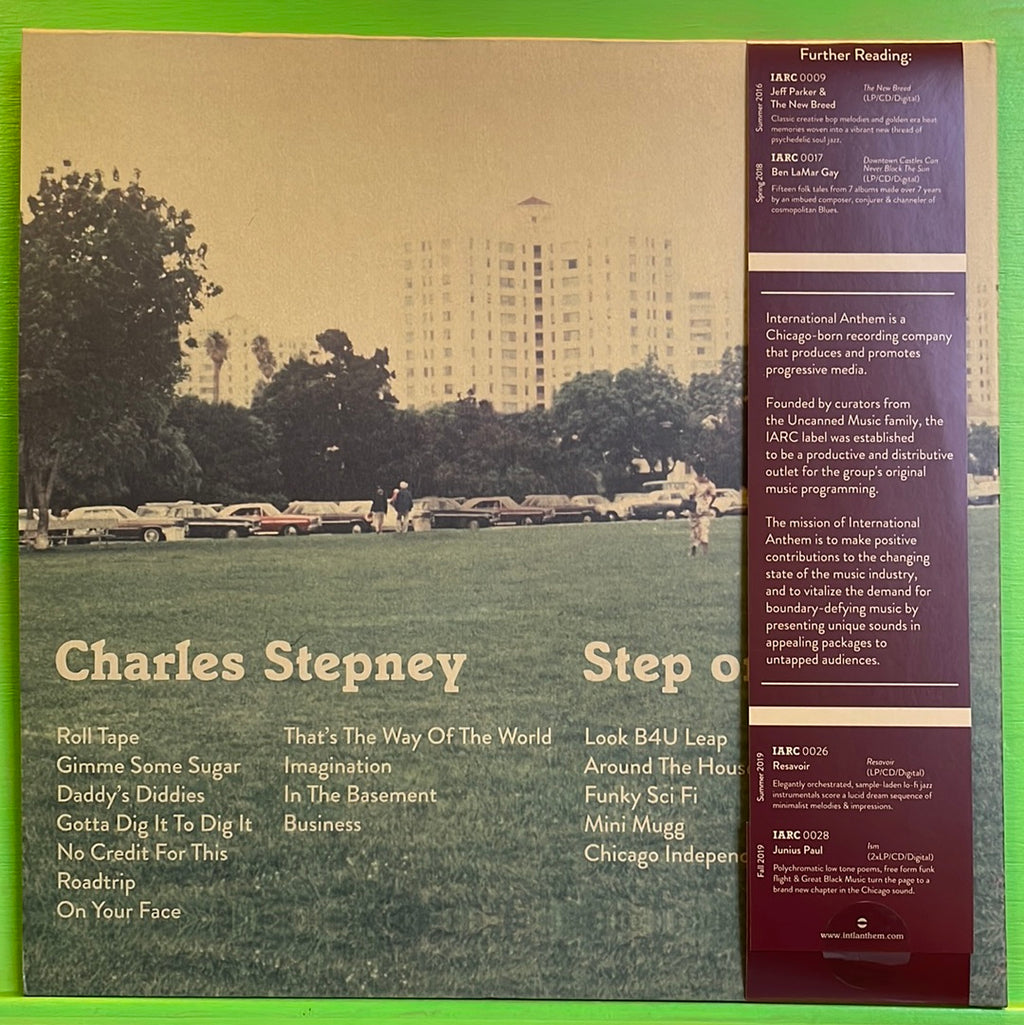 Charles Stepney
Roll Tape
Gimme Some Sugar
Daddy's Diddies
Gotta Dig It To Dig It
No Credit For This
Roadtrip
On Your Face
That's The Way Of The World
Imagination
In The Basement
Business
Step o
Look B4U Leap
Around The Hous
Funky Sci Fi
Mini Mugg
Chicago Independ
Further Reading:
Summer 2016
IARC 0009
Jeff Parker &
The New Breed
The New Breed
(LP/CD/Digital)
Classic creative bop melodies and golden era beat
memories woven into a vibrant new thread of
psychedelic soul jazz.
Spring 2018
IARC 0017
Ben LaMar Gay
Downtown Castles Can
Never Block The Sun
(LP/CD/Digital)
Fifteen folk tales from 7 albums made over 7 years
by an imbued composer, conjurer & channeler of
cosmopolitan Blues.
International Anthem is a
Chicago-born recording company
that produces and promotes
progressive media.
Founded by curators from
the Uncanned Music family, the
IARC label was established
to be a productive and distributive
outlet for the group's original
music programming.
The mission of International
Anthem is to make positive
contributions to the changing
state of the music industry,
and to vitalize the demand for
boundary-defying music by
presenting unique sounds in
appealing packages to
untapped audiences.
Summer 2019
IARC 0026
Resavoir
Resavoir
(LP/CD/Digital)
Elegantly orchestrated, sample-laden lo-fi jazz
instrumentals score a lucid dream sequence of
minimalist melodies & impressions.
Fall 2019
IARC 0028
Junius Paul
Ism
(2xLP/CD/Digital)
Polychromatic low tone poems, free form funk
flight & Great Black Music turn the page to a
brand new chapter in the Chicago sound.
www.intlanthem.com